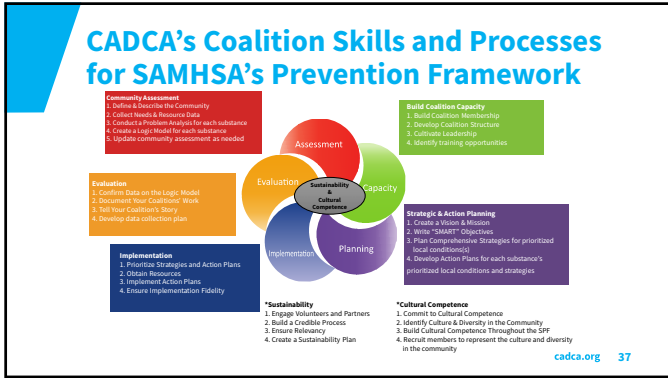 CADCA’s Coalition Skills and Processes
for SAMHSA’s Prevention Framework
Community Assessment
1. Define & Describe the Community
2. Collect Needs & Resource Data
3. Conduct a Problem Analysis for each substance
4. Create a Logic Model for each substance
5. Update community assessment as needed
Build Coalition Capacity
1. Build Coalition Membership
2. Develop Coalition Structure
3. Cultivate Leadership
4. Identify training opportunities
Assessment
Evaluation
Capacity
Sustainability
&
Cultural
Competence
Implementation
Planning
Evaluation
1. Confirm Data on the Logic Model
2. Document Your Coalitions’ Work
3. Tell Your Coalition’s Story
4. Develop data collection plan
Strategic & Action Planning
1. Create a Vision & Mission
2. Write “SMART” Objectives
3. Plan Comprehensive Strategies for prioritized
local conditions(s)
4. Develop Action Plans for each substance’s
prioritized local conditions and strategies
Implementation
1. Prioritize Strategies and Action Plans
2. Obtain Resources
3. Implement Action Plans
4. Ensure Implementation Fidelity
*Sustainability
1. Engage Volunteers and Partners
2. Build a Credible Process
3. Ensure Relevancy
4. Create a Sustainability Plan
*Cultural Competence
1. Commit to Cultural Competence
2. Identify Culture & Diversity in the Community
3. Build Cultural Competence Throughout the SPF
4. Recruit members to represent the culture and diversity
in the community
cadca.org 37